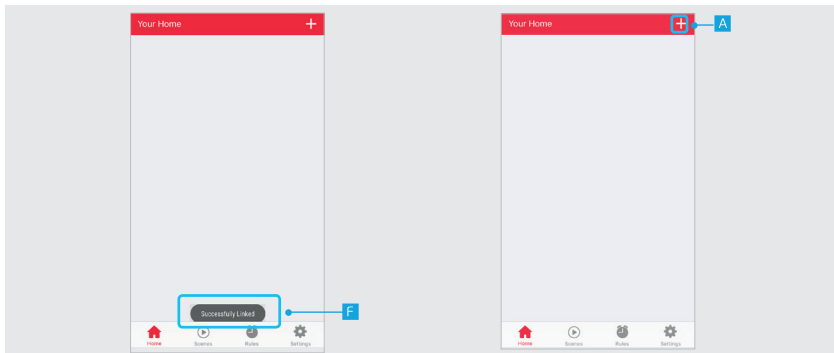 Your Home +
Successfully Linked
F
Home Scenes Rules Settings
Your Home +
A
Home Scenes Rules Settings